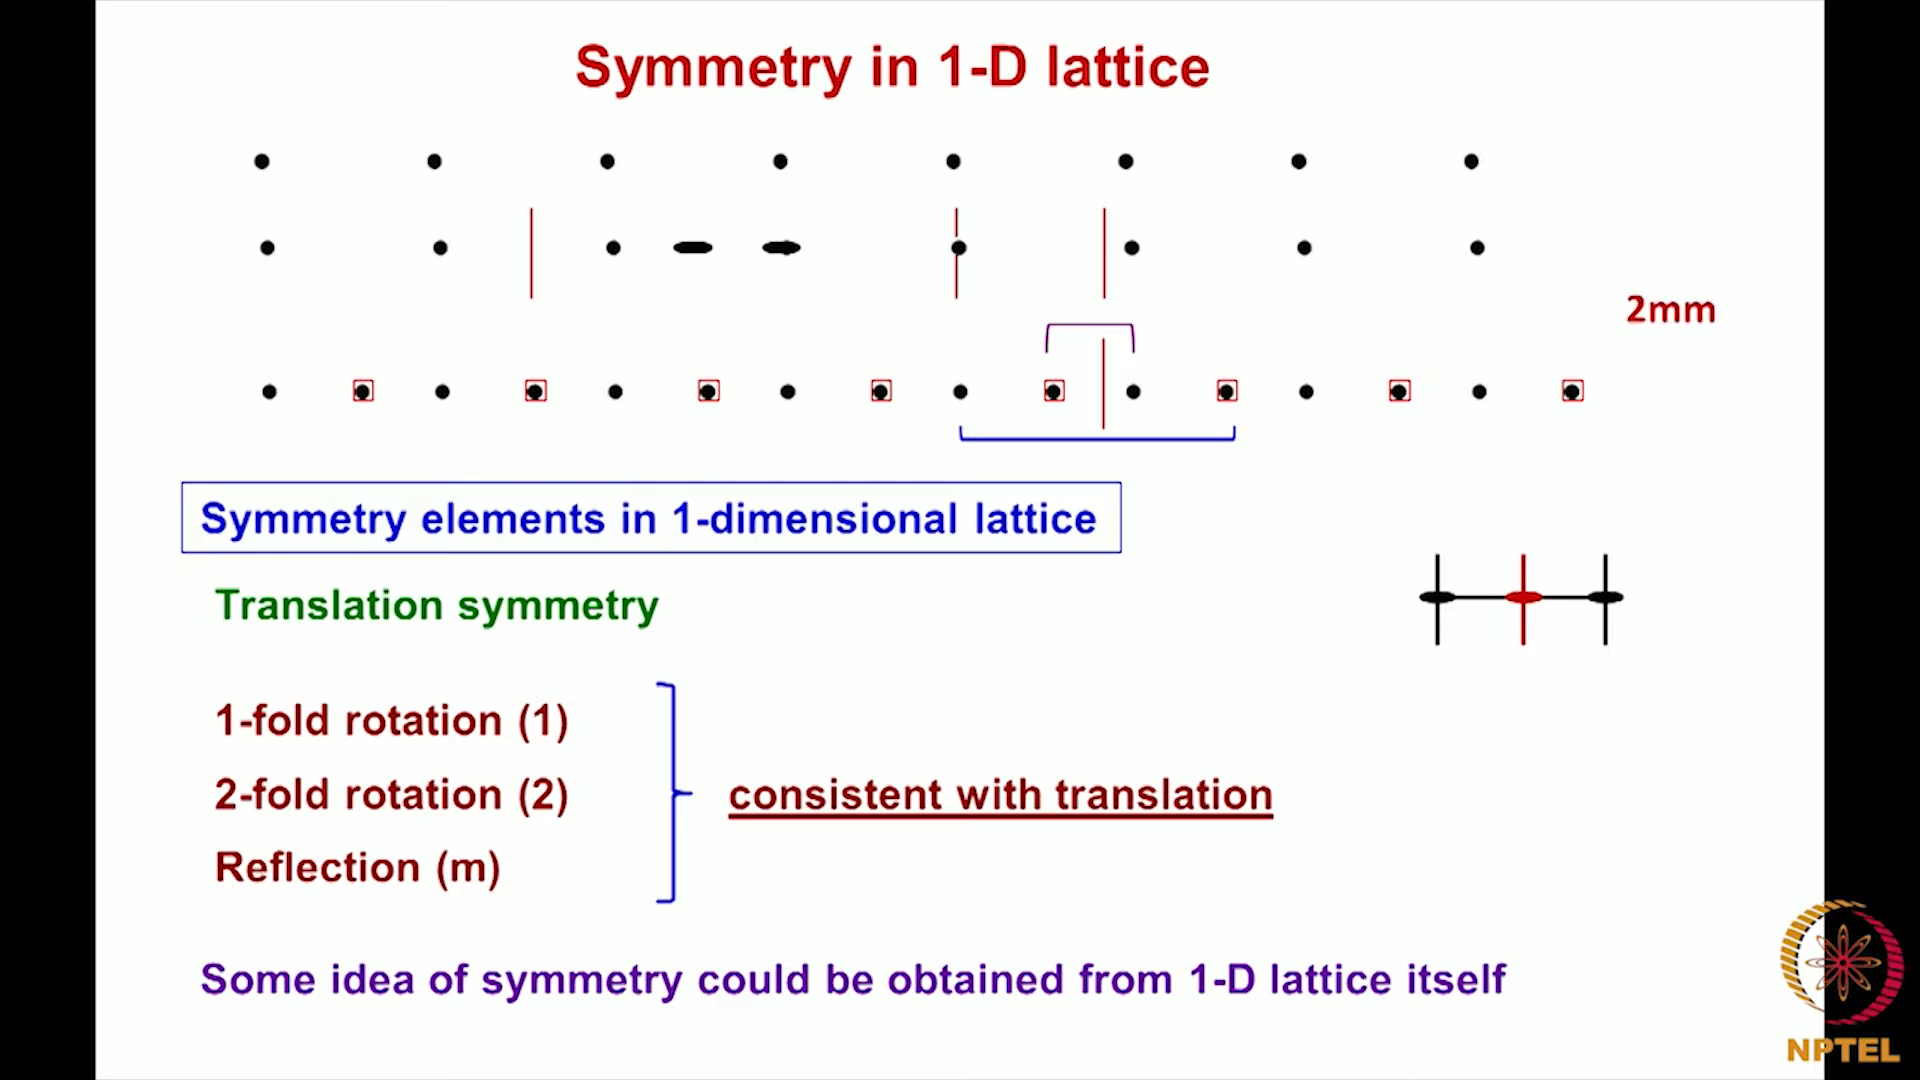 Symmetry in 1-D lattice
2mm
Symmetry elements in 1-dimensional lattice
Translation symmetry
1-fold rotation (1)
2-fold rotation (2)
consistent with translation
Reflection (m)
Some idea of symmetry could be obtained from 1-D lattice itself
NPTEL